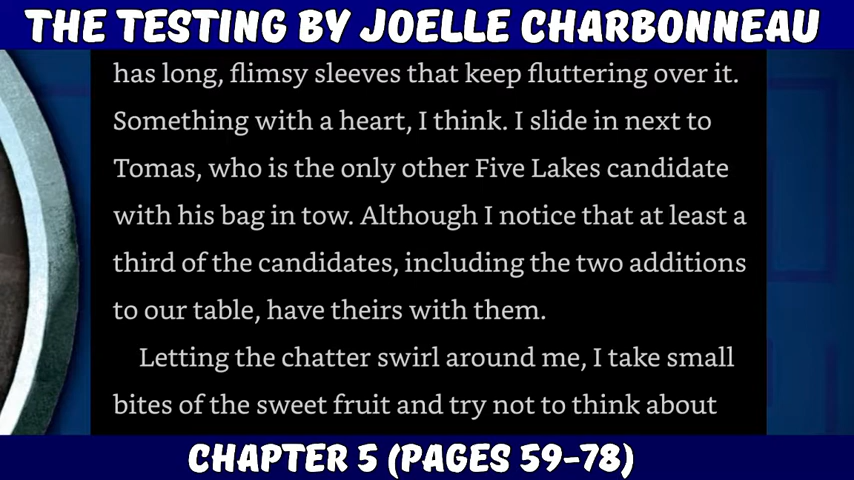 THE TESTING BY JOELLE CHARBONNEAU
has long, flimsy sleeves that keep fluttering over it.
Something with a heart, I think. I slide in next to
Tomas, who is the only other Five Lakes candidate
with his bag in tow. Although I notice that at least a
third of the candidates, including the two additions
to our table, have theirs with them.
Letting the chatter swirl around me, I take small
bites of the sweet fruit and try not to think about
CHAPTER 5 (PAGES 59-78)